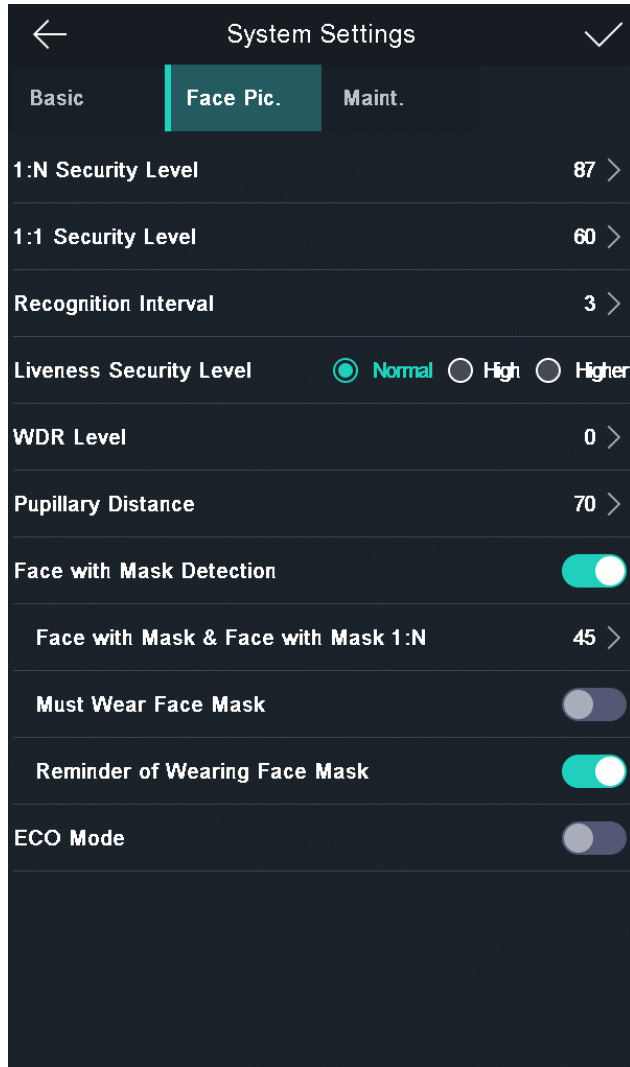 System Settings
Basic Face Pic. Maint.
1:N Security Level 87
1:1 Security Level 60
Recognition Interval 3
Liveness Security Level Normal High Higher
WDR Level 0
Pupillary Distance 70
Face with Mask Detection
Face with Mask & Face with Mask 1:N 45
Must Wear Face Mask
Reminder of Wearing Face Mask
ECO Mode